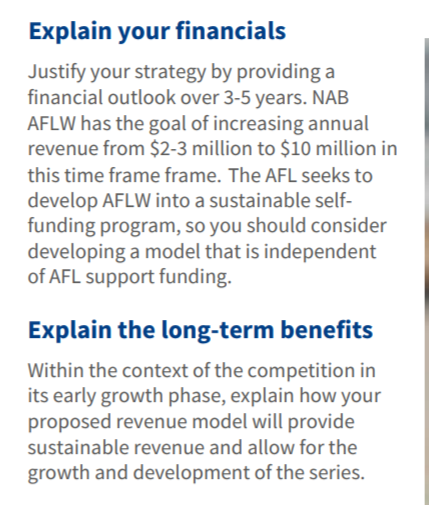 Explain your financials
Justify your strategy by providing a
financial outlook over 3-5 years. NAB
AFLW has the goal of increasing annual
revenue from $2-3 million to $10 million in
this time frame frame. The AFL seeks to
develop AFLW into a sustainable self-
funding program, so you should consider
developing a model that is independent
of AFL support funding.
Explain the long-term benefits
Within the context of the competition in
its early growth phase, explain how your
proposed revenue model will provide
sustainable revenue and allow for the
growth and development of the series.